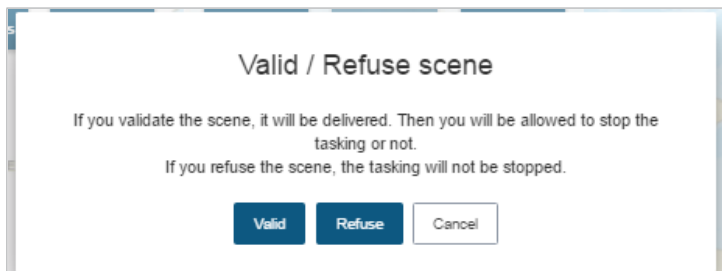 Valid / Refuse scene
If you validate the scene, it will be delivered. Then you will be allowed to stop the
tasking or not.
If you refuse the scene, the tasking will not be stopped.
Valid Refuse Cancel